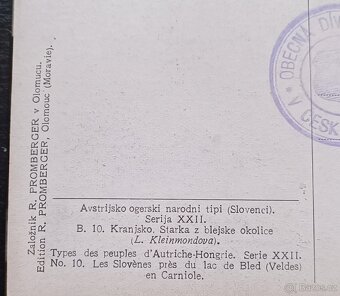 Založnik R. PROMBERGER v Olomucu.
Edition R. PROMBERGER, Olomouc (Moravie).
Avstrijsko ogerski narodni tipi (Slovenci).
Serija XXII.
B. 10. Kranjsko. Starka z blejske okolice
(L. Kleinmondova).
Types des peuples d'Autriche-Hongrie. Serie XXII.
No. 10. Les Slovènes près du lac de Bled (Veldes)
en Carniole.
* OBECNÁ DÍV
V ČESK